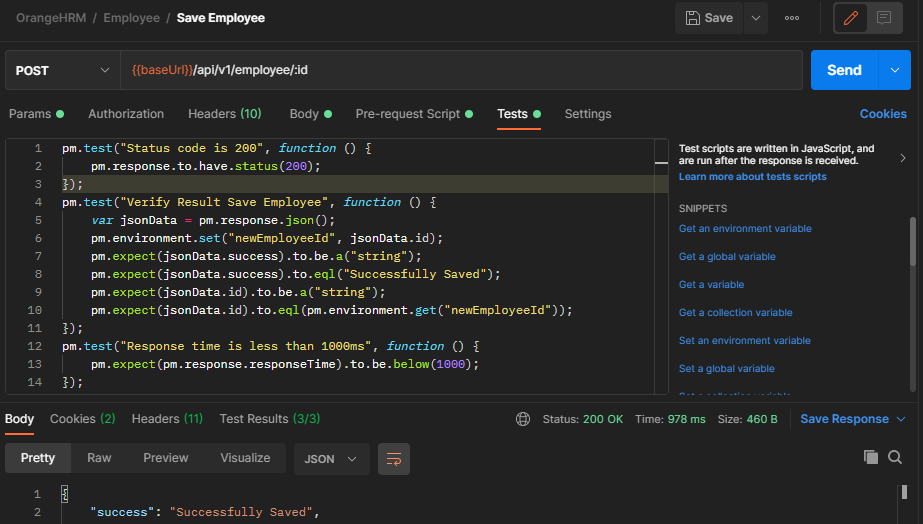 OrangeHRM / Employee / Save Employee
Save
POST
{{baseUrl}}/api/v1/employee/:id
Send
Params
Authorization
Headers (10)
Body
Pre-request Script
Tests
Settings
Cookies
1 pm.test("Status code is 200", function () {
2 pm.response.to.have.status(200);
3 });
4 pm.test("Verify Result Save Employee", function () {
5 var jsonData = pm.response.json();
6 pm.environment.set("newEmployeeId", jsonData.id);
7 pm.expect(jsonData.success).to.be.a("string");
8 pm.expect(jsonData.success).to.eql("Successfully Saved");
9 pm.expect(jsonData.id).to.be.a("string");
10 pm.expect(jsonData.id).to.eql(pm.environment.get("newEmployeeId"));
11 });
12 pm.test("Response time is less than 1000ms", function () {
13 pm.expect(pm.response.responseTime).to.be.below(1000);
14 });
Test scripts are written in JavaScript, and
are run after the response is received.
Learn more about tests scripts
SNIPPETS
Get an environment variable
Get a global variable
Get a variable
Get a collection variable
Set an environment variable
Set a global variable
Body
Cookies (2)
Headers (11)
Test Results (3/3)
Status: 200 OK
Time: 978 ms
Size: 460 B
Save Response
Pretty
Raw
Preview
Visualize
JSON
1 {
2 "success": "Successfully Saved",